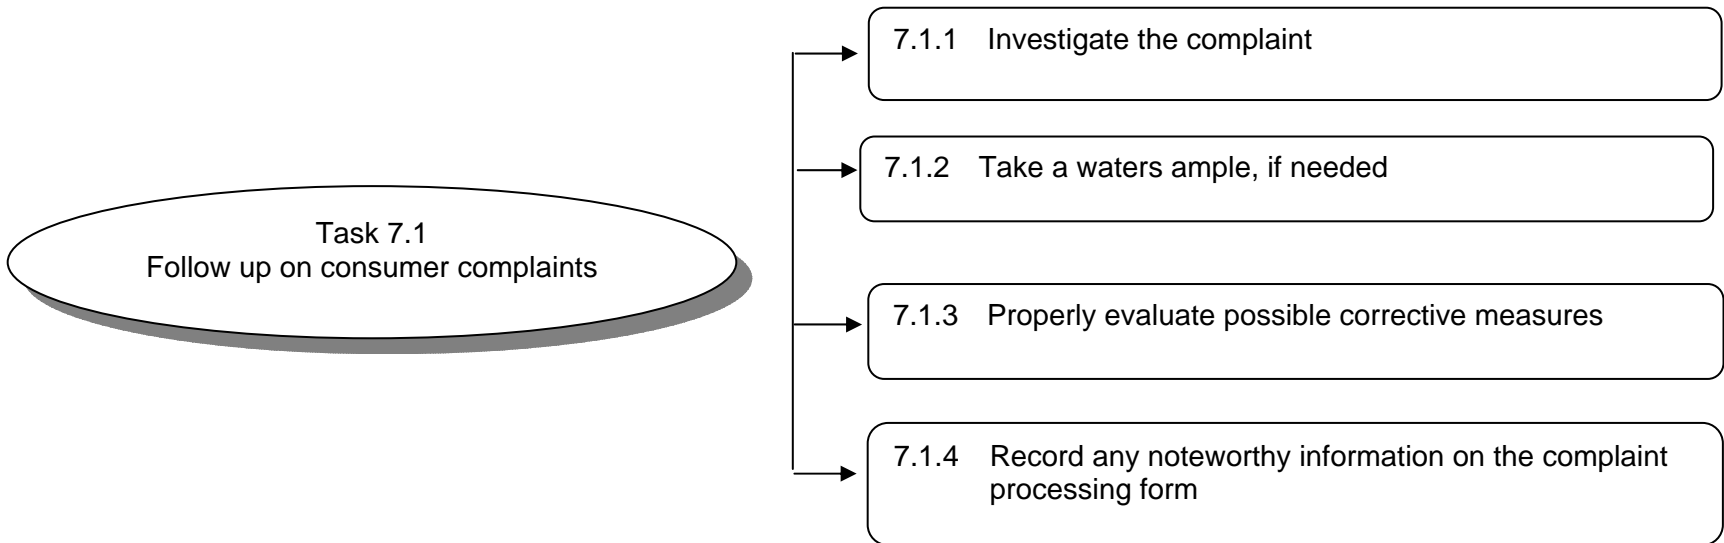 7.1.1 Investigate the complaint
7.1.2 Take a waters ample, if needed
Task 7.1
Follow up on consumer complaints
7.1.3 Properly evaluate possible corrective measures
7.1.4 Record any noteworthy information on the complaint
processing form